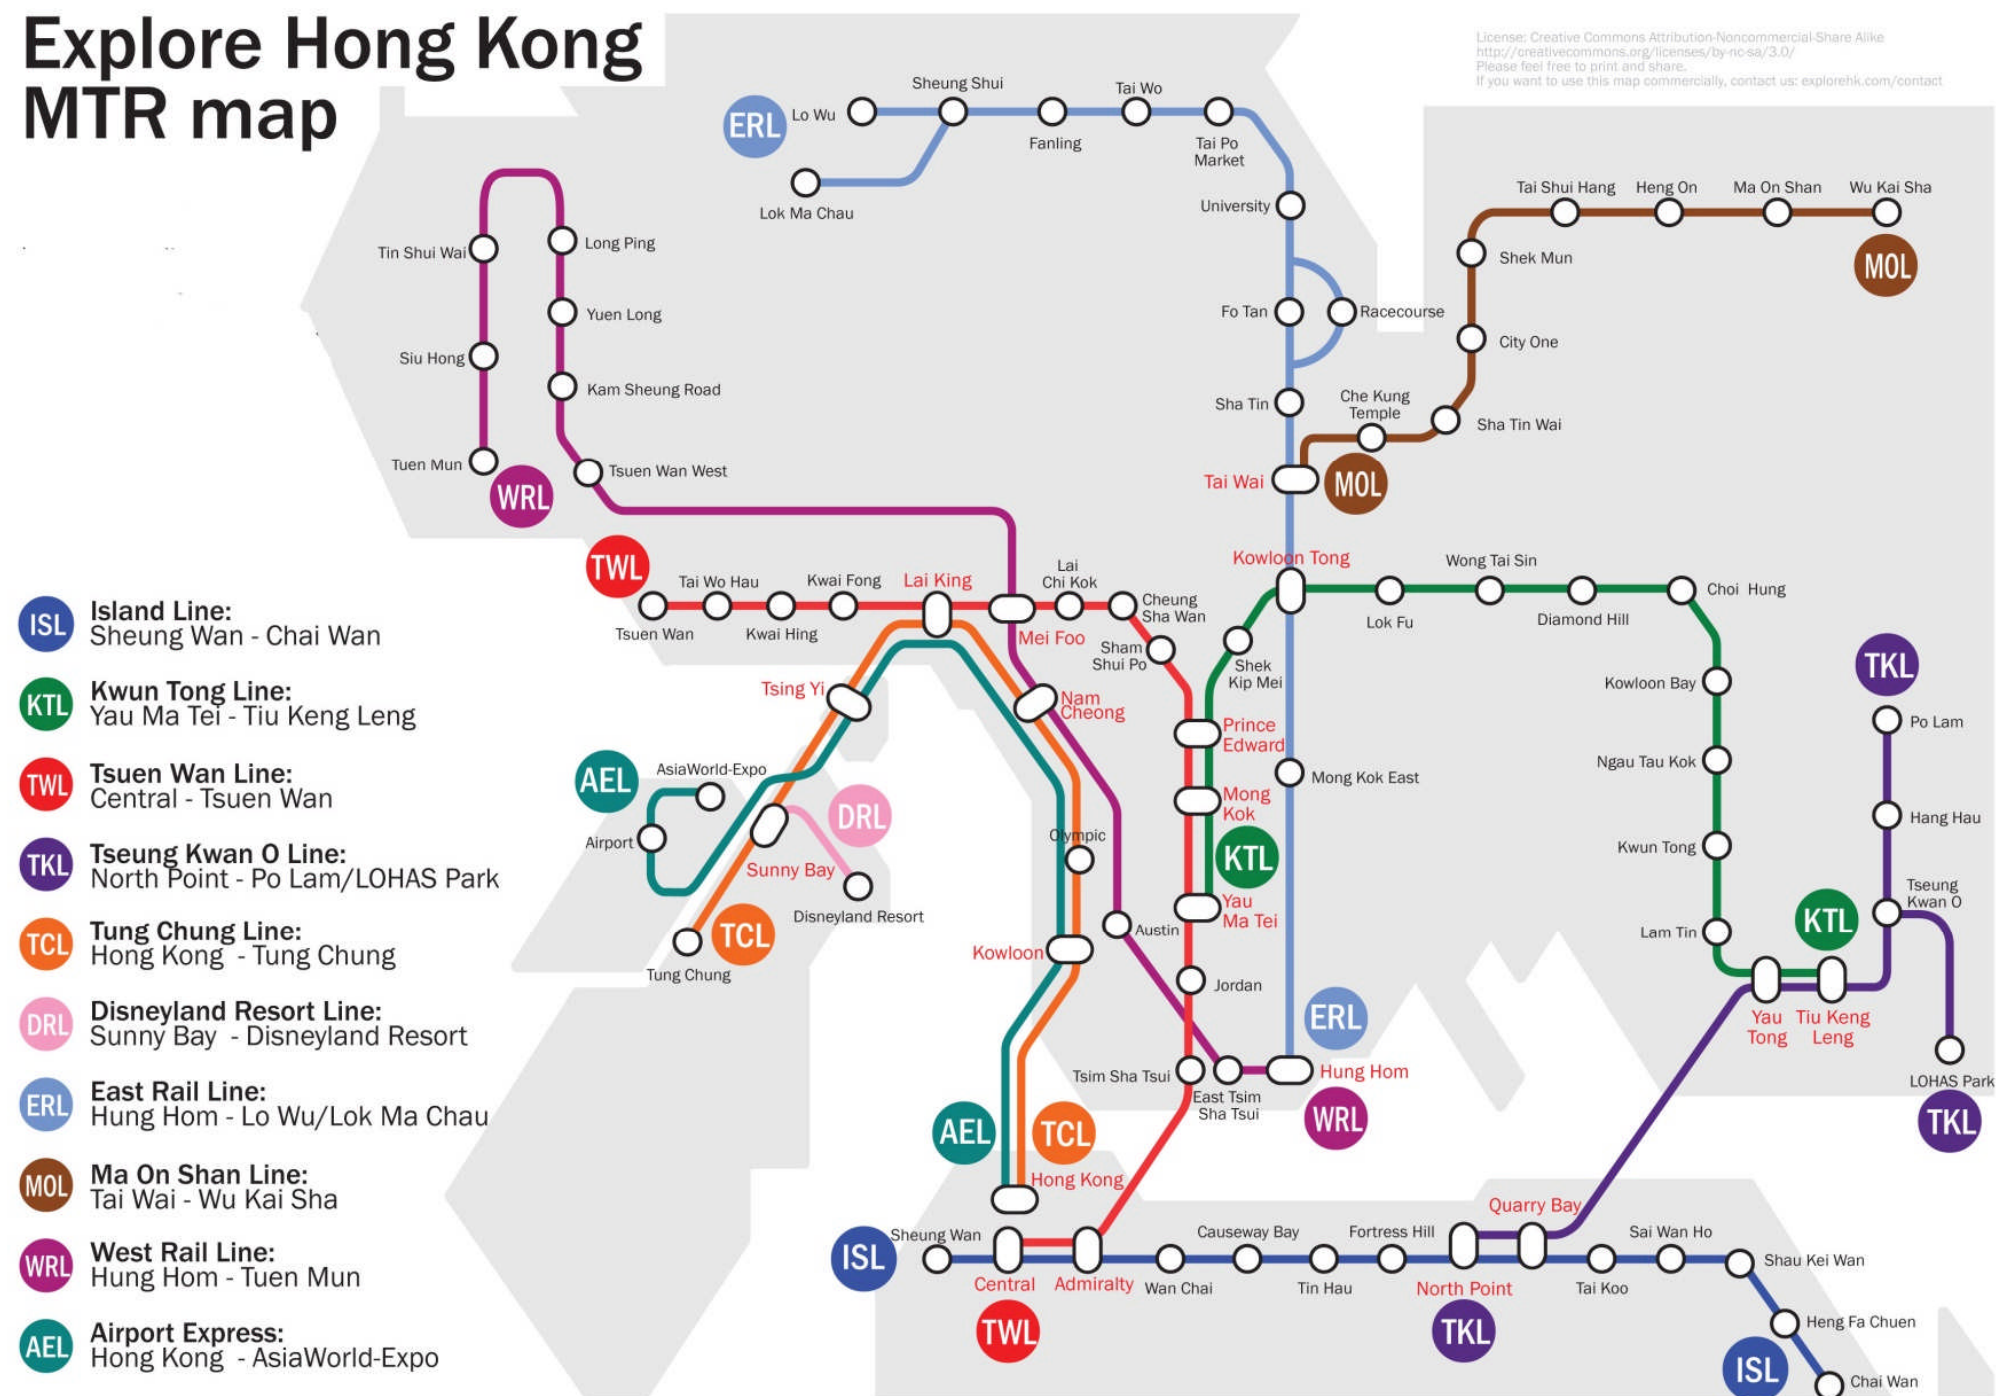 Explore Hong Kong
MTR map
License: Creative Commons Attribution-Noncommercial-Share Alike
http://creativecommons.org/licenses/by-nc-sa/3.0/
Please feel free to print and share.
If you want to use this map commercially, contact us: explorehk.com/contact
ERL
Lo Wu
Sheung Shui
Fanling
Tai Wo
Tai Po
Market
Lok Ma Chau
University
Fo Tan
Racecourse
Sha Tin
Tai Wai
Tai Shui Hang
Heng On
Ma On Shan
Wu Kai Sha
MOL
Shek Mun
City One
Che Kung
Temple
Sha Tin Wai
MOL
Tin Shui Wai
Long Ping
Yuen Long
Siu Hong
Kam Sheung Road
Tuen Mun
WRL
Tsuen Wan West
TWL
Tsuen Wan
Tai Wo Hau
Kwai Hing
Kwai Fong
Lai King
Mei Foo
Lai
Chi Kok
Cheung
Sha Wan
Sham
Shui Po
Kowloon Tong
Lok Fu
Wong Tai Sin
Diamond Hill
Choi Hung
Shek
Kip Mei
Prince
Edward
Mong
Kok
KTL
Yau
Ma Tei
Mong Kok East
Kowloon Bay
Ngau Tau Kok
Kwun Tong
Lam Tin
KTL
Yau
Tong
Tiu Keng
Leng
TKL
Po Lam
Hang Hau
Tseung
Kwan O
LOHAS Park
TKL
Tsing Yi
Nam
Cheong
AEL
AsiaWorld-Expo
Airport
DRL
Sunny Bay
Disneyland Resort
TCL
Tung Chung
Olympic
Kowloon
Austin
Jordan
Tsim Sha Tsui
East Tsim
Sha Tsui
ERL
Hung Hom
WRL
AEL
TCL
Hong Kong
ISL
Sheung Wan
Central
TWL
Admiralty
Wan Chai
Causeway Bay
Tin Hau
Fortress Hill
North Point
TKL
Quarry Bay
Tai Koo
Sai Wan Ho
Shau Kei Wan
Heng Fa Chuen
ISL
Chai Wan
ISL
Island Line:
Sheung Wan - Chai Wan
KTL
Kwun Tong Line:
Yau Ma Tei - Tiu Keng Leng
TWL
Tsuen Wan Line:
Central - Tsuen Wan
TKL
Tseung Kwan O Line:
North Point - Po Lam/LOHAS Park
TCL
Tung Chung Line:
Hong Kong - Tung Chung
DRL
Disneyland Resort Line:
Sunny Bay - Disneyland Resort
ERL
East Rail Line:
Hung Hom - Lo Wu/Lok Ma Chau
MOL
Ma On Shan Line:
Tai Wai - Wu Kai Sha
WRL
West Rail Line:
Hung Hom - Tuen Mun
AEL
Airport Express:
Hong Kong - AsiaWorld-Expo